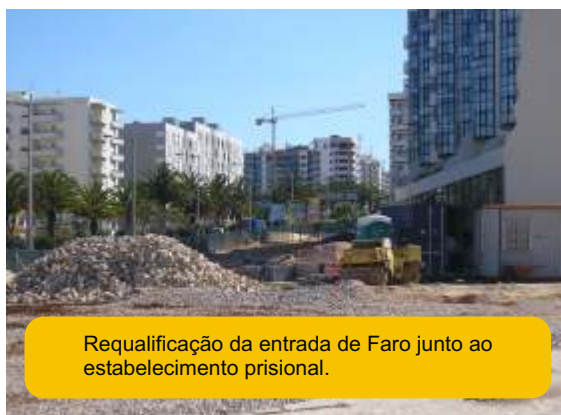 Requalificação da entrada de Faro junto ao
estabelecimento prisional.